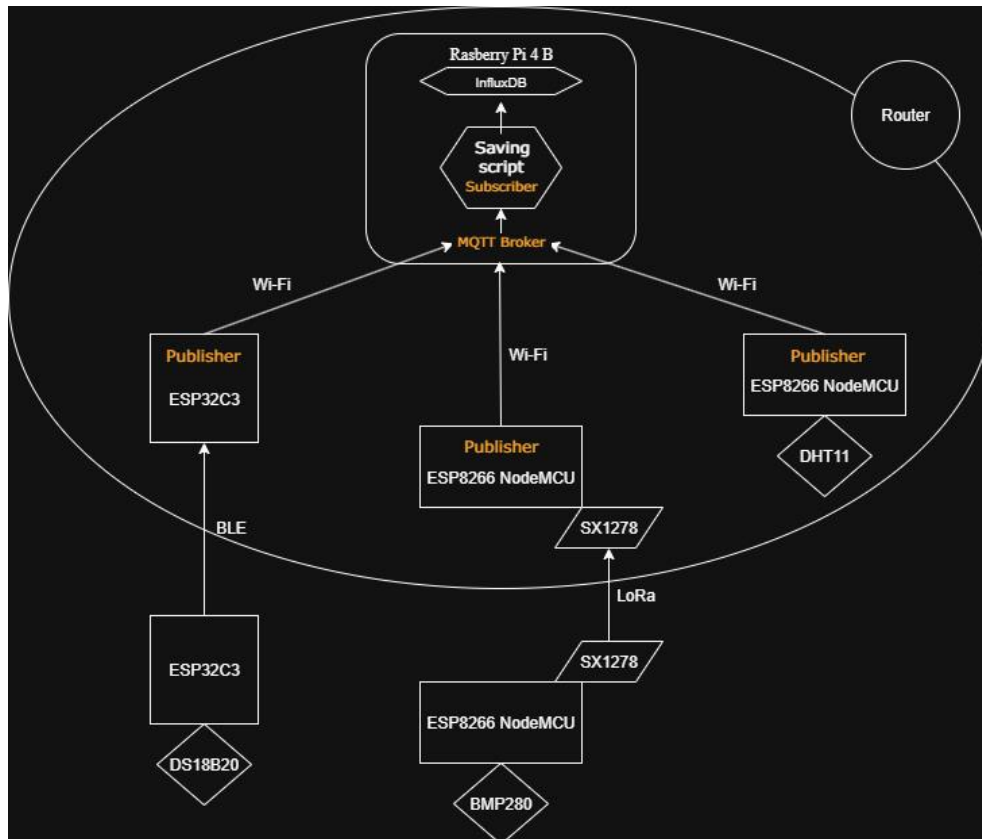 Rasberry Pi 4 B
InfluxDB
Router
Saving
script
Subscriber
MQTT Broker
Wi-Fi
Wi-Fi
Wi-Fi
Publisher
ESP32C3
Publisher
ESP8266 NodeMCU
Publisher
ESP8266 NodeMCU
DHT11
SX1278
BLE
LoRa
ESP32C3
SX1278
ESP8266 NodeMCU
DS18B20
BMP280